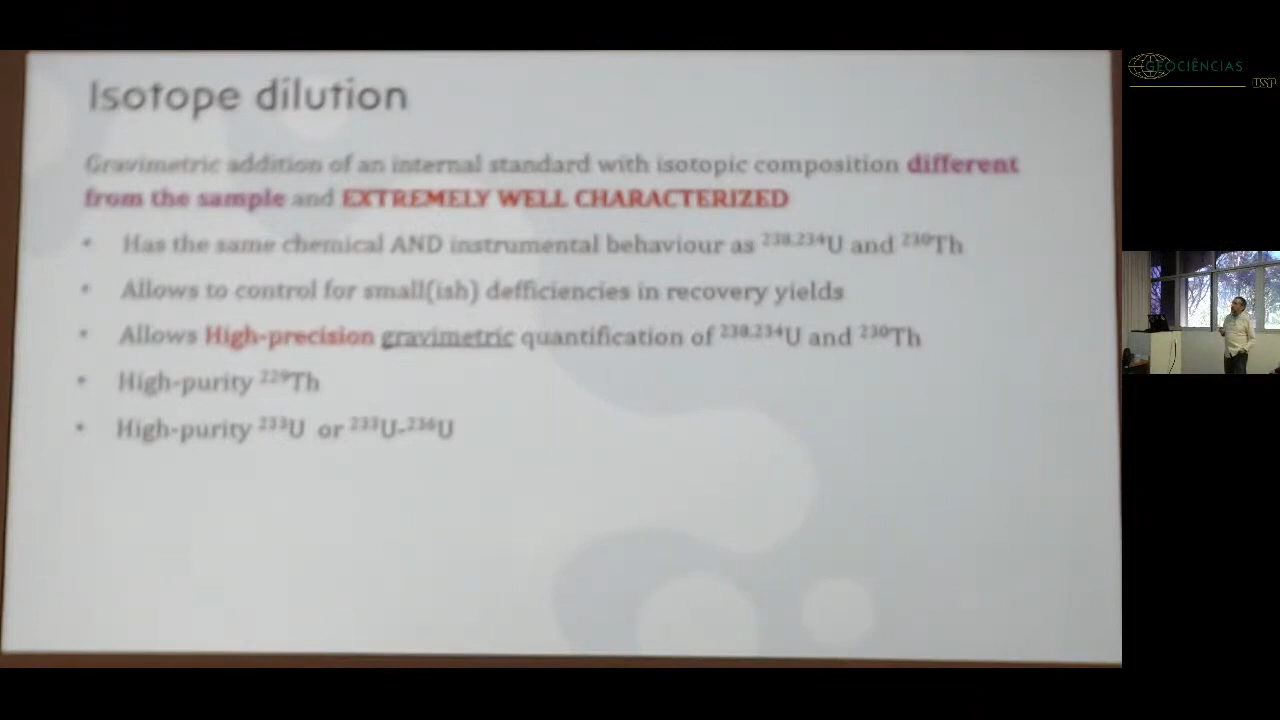 Isotope dilution
Gravimetric addition of an internal standard with isotopic composition different
from the sample and EXTREMELY WELL CHARACTERIZED
• Has the same chemical AND instrumental behaviour as ²³⁸,²³⁴U and ²³⁰Th
• Allows to control for small(ish) defficiencies in recovery yields
• Allows High-precision gravimetric quantification of ²³⁸,²³⁴U and ²³⁰Th
• High-purity ²²⁹Th
• High-purity ²³³U or ²³³U-²³⁶U
GEOCIÊNCIAS
USP